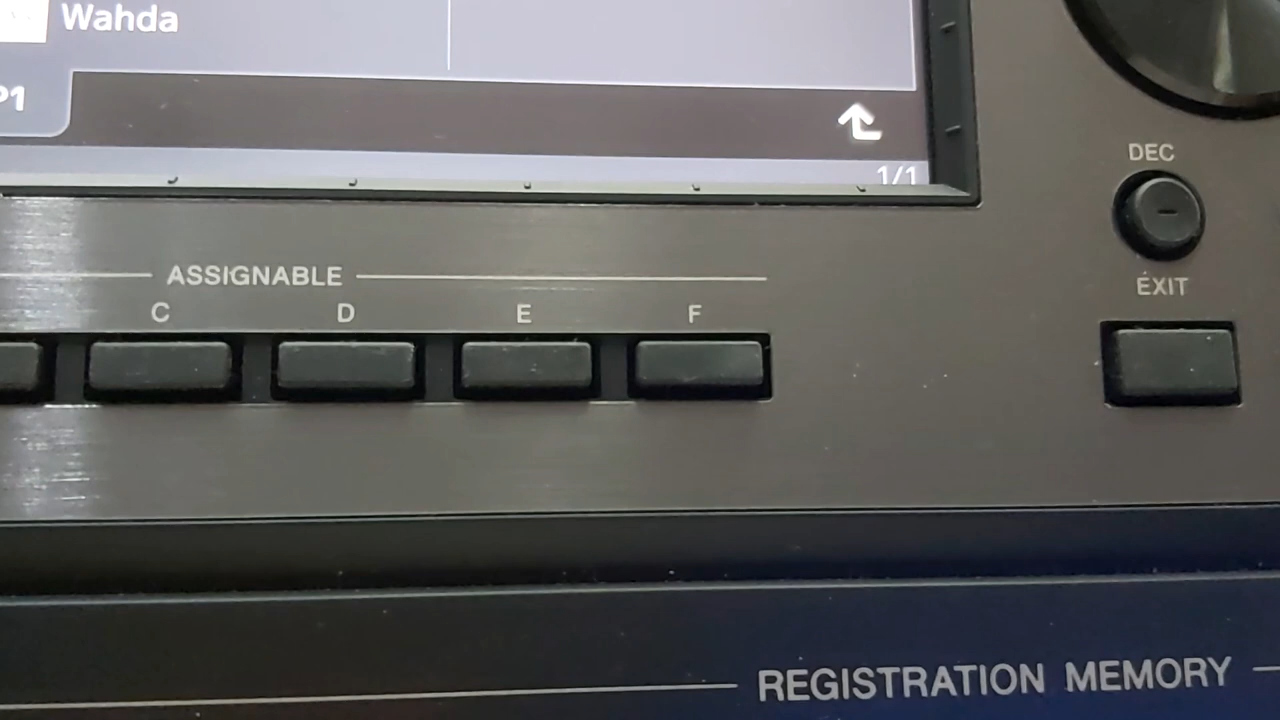 Wahda
P1
1/1
DEC
EXIT
ASSIGNABLE
C D E F
REGISTRATION MEMORY